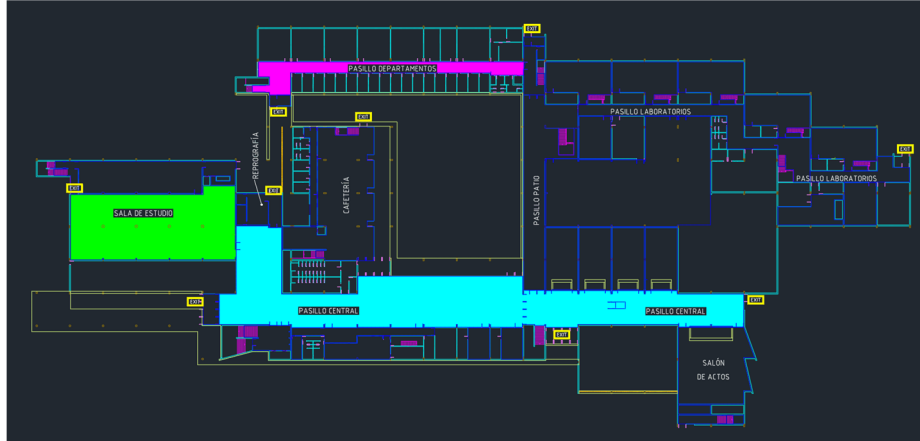 EXIT
PASILLO DEPARTAMENTOS
EXIT
EXIT
PASILLO LABORATORIOS
REPROGRAFÍA
EXIT
EXIT
EXIT
CAFETERÍA
PASILLO PATIO
PASILLO LABORATORIOS
SALA DE ESTUDIO
EXIT
EXIT
PASILLO CENTRAL
PASILLO CENTRAL
EXIT
SALÓN
DE ACTOS